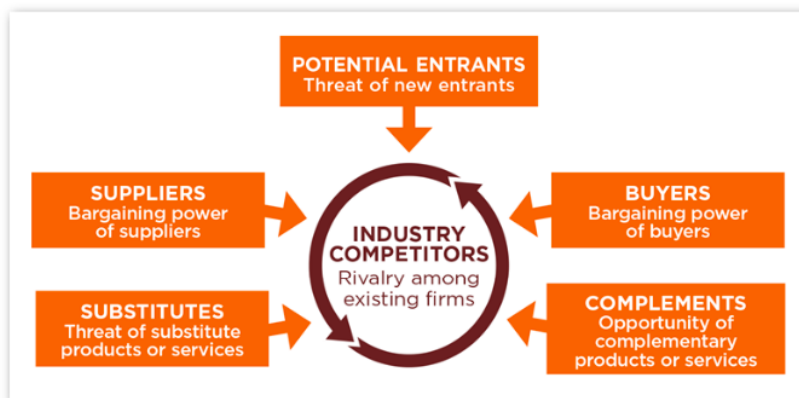 POTENTIAL ENTRANTS
Threat of new entrants
SUPPLIERS
Bargaining power
of suppliers
BUYERS
Bargaining power
of buyers
INDUSTRY
COMPETITORS
Rivalry among
existing firms
SUBSTITUTES
Threat of substitute
products or services
COMPLEMENTS
Opportunity of
complementary
products or services